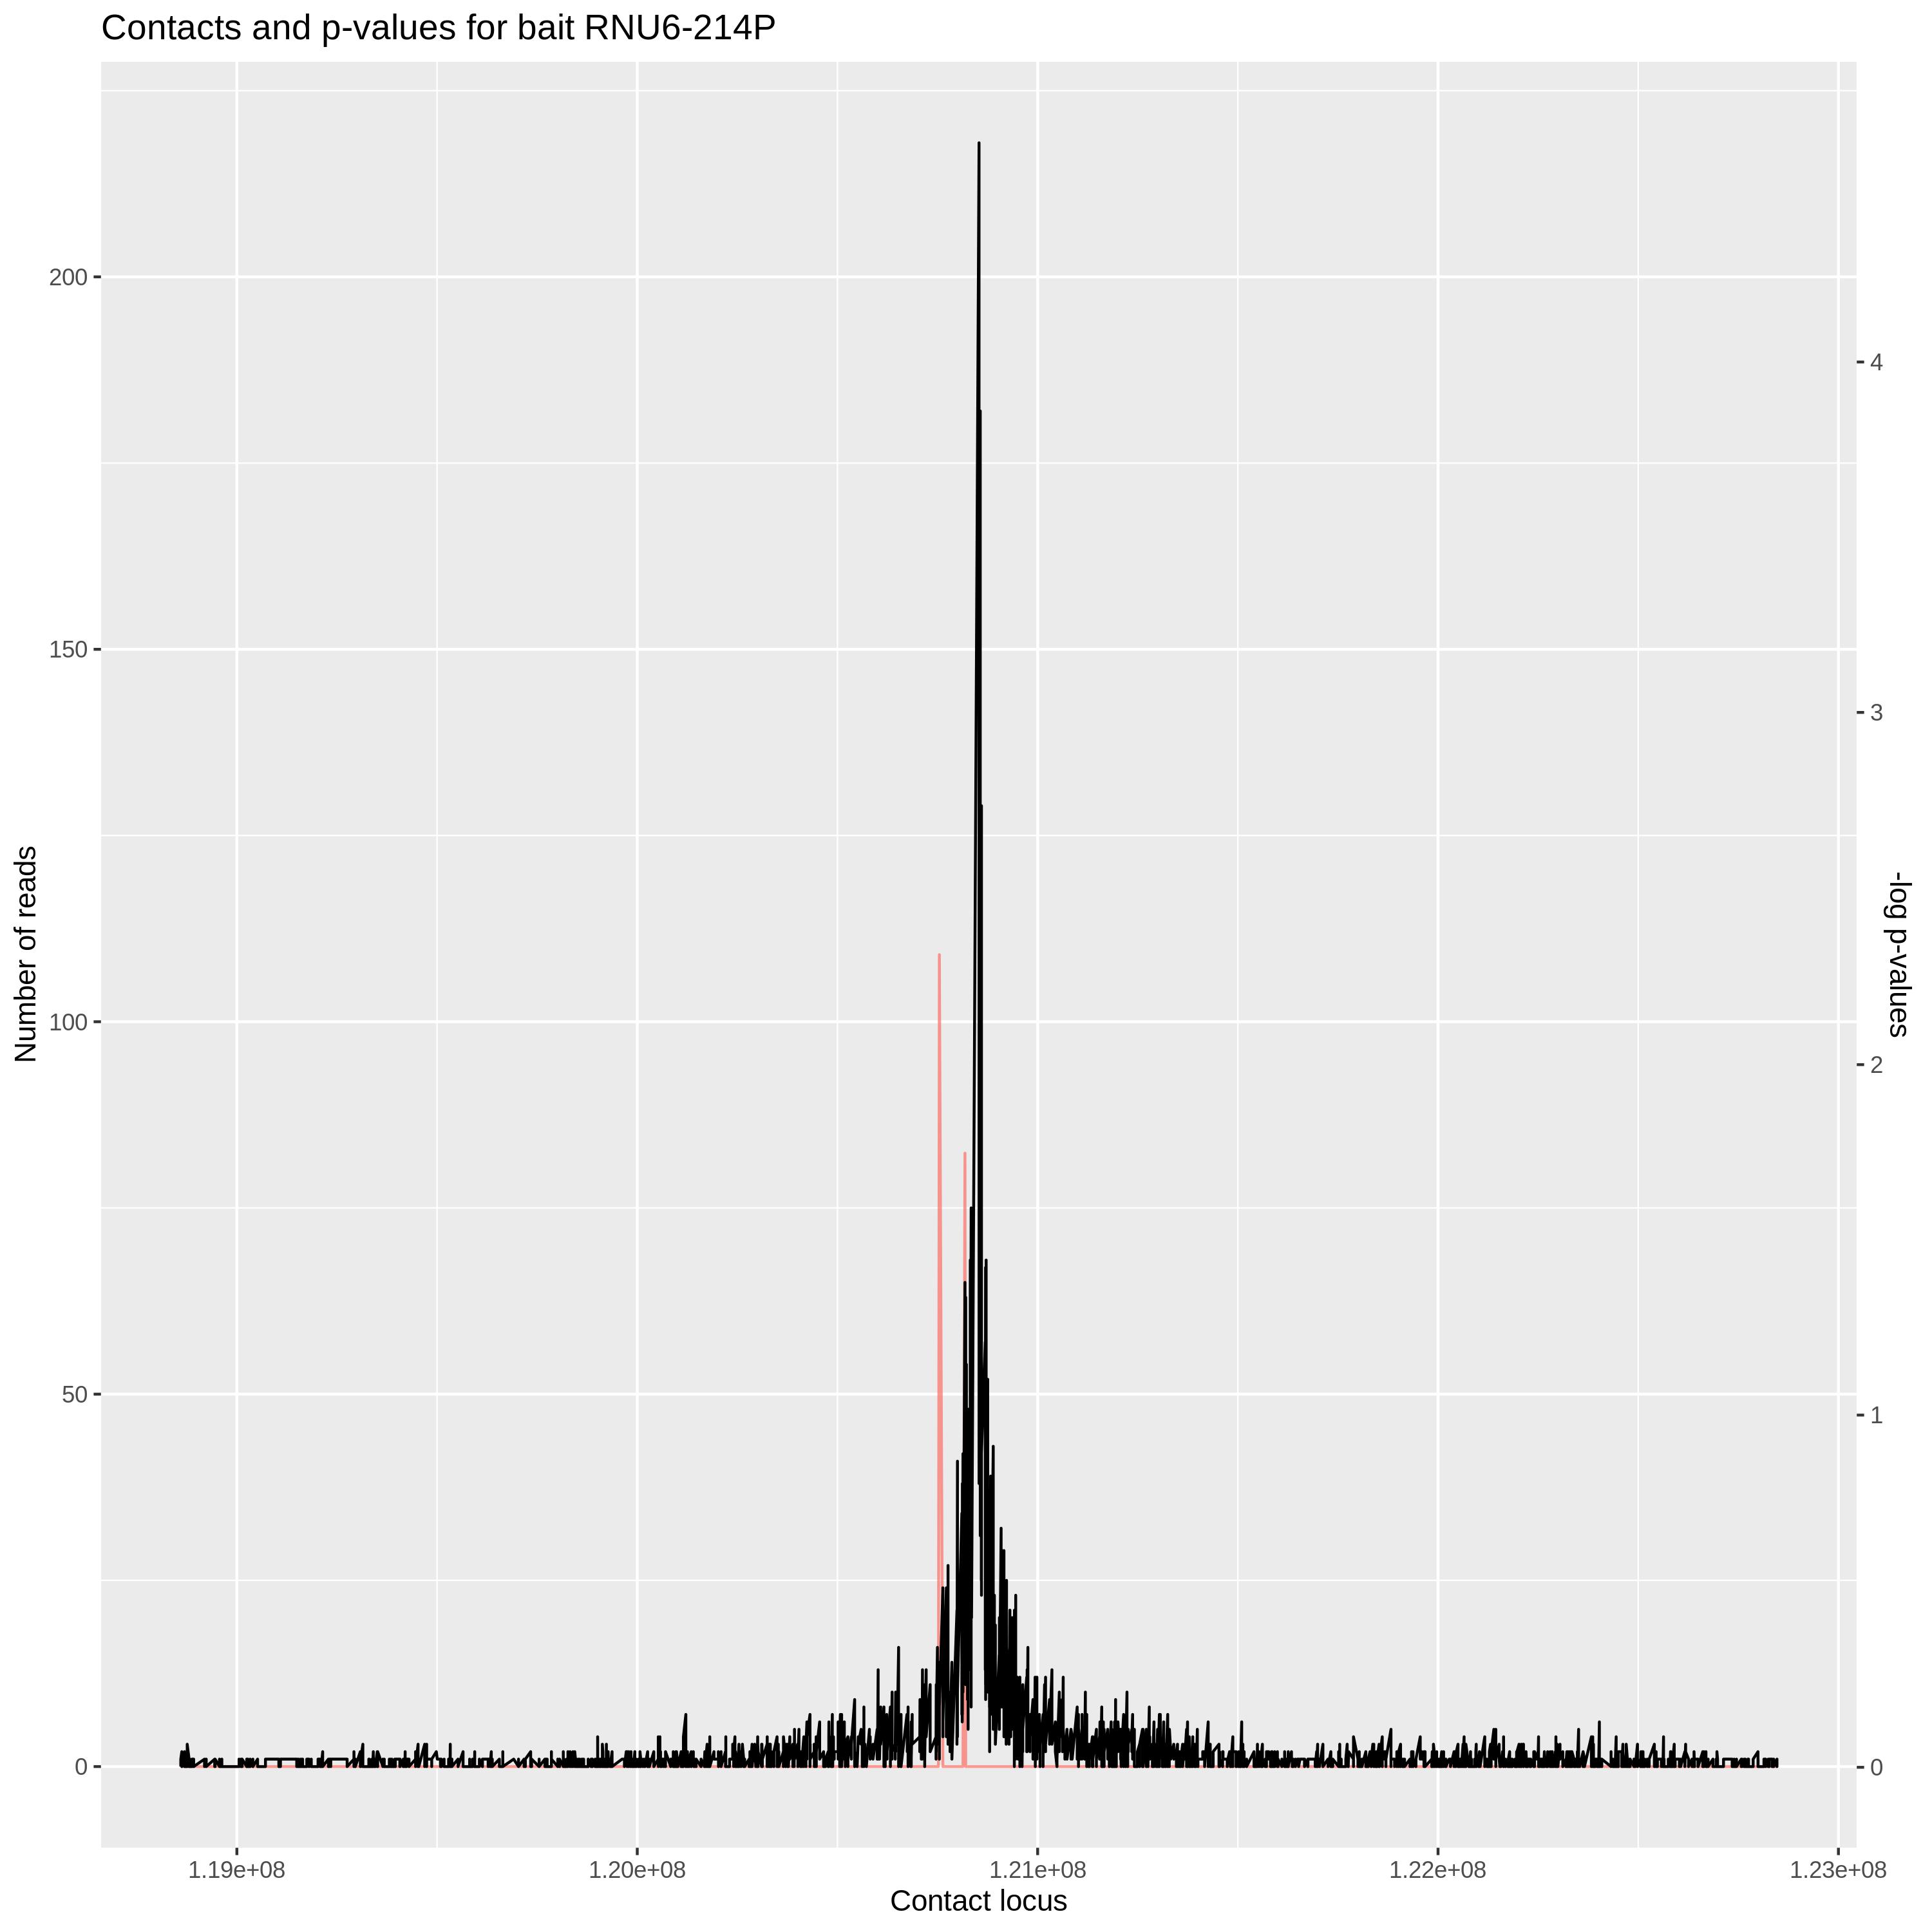 Contacts and p-values for bait RNU6-214P
200
150
100
50
0
Number of reads
4
3
2
1
0
-log p-values
1.19e+08
1.20e+08
1.21e+08
1.22e+08
1.23e+08
Contact locus